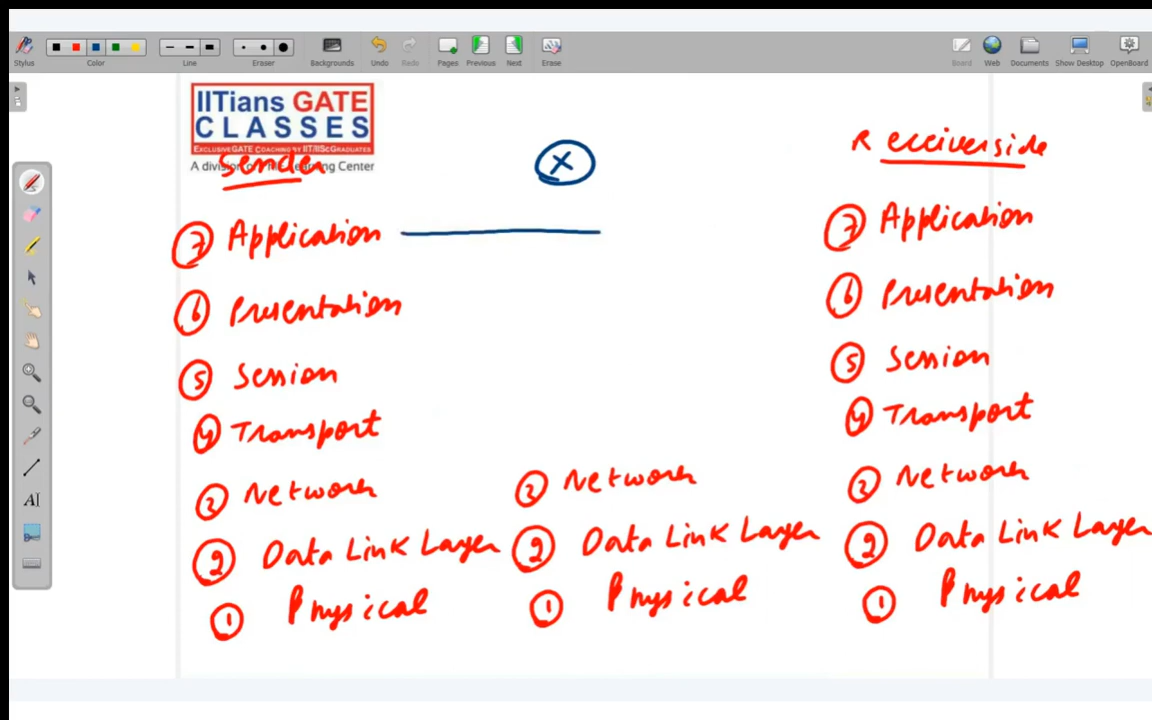 Stylus
Color
Line
Eraser
Backgrounds
Undo
Redo
Pages
Previous
Next
Erase
Board
Web
Documents
Show Desktop
OpenBoard
IITians GATE
CLASSES
EXCLUSIVE GATE COACHING BY IIT/IISc GRADUATES
Sender
X
Receiver side
7 Application
6 Presentation
5 Session
4 Transport
3 Network
2 Data Link Layer
1 Physical
3 Network
2 Data Link Layer
1 Physical
7 Application
6 Presentation
5 Session
4 Transport
3 Network
2 Data Link Layer
1 Physical
AI